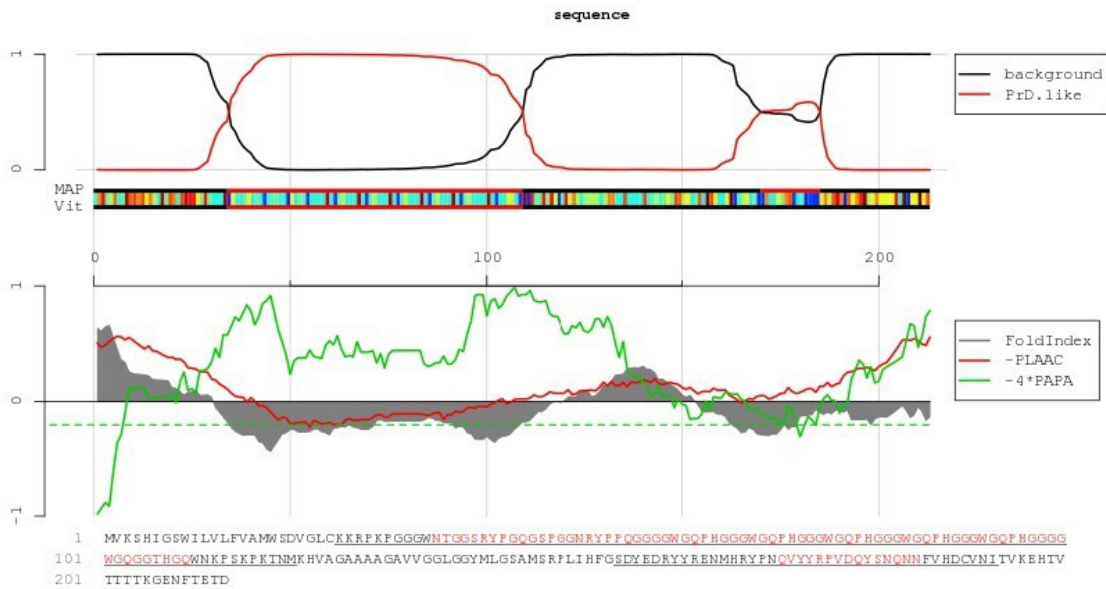 sequence
1
0
background
PrD.like
MAP
Vit
0 100 200
1
0
-1
FoldIndex
-PLAAC
-4*PAPA
1 MVKSHIGSWILVLFVAMWSDVGLCKKRPKPGGGWNTGGSRYPGQGSPGGNRYPPQGGGGWGQPHGGGWGQPHGGGWGQPHGGGWGQPHGGGWGQPHGGGG
101 WGQGGTHGQWNKPSKPKTNMKHVAGAAAAGAVVGGLGGYMLGSAMSRPLIHFGSDYEDRYYRENMHRYPNQVYYRPVDQYSNQNNFVHDCVNITVKEHTV
201 TTTTKGENFTETD